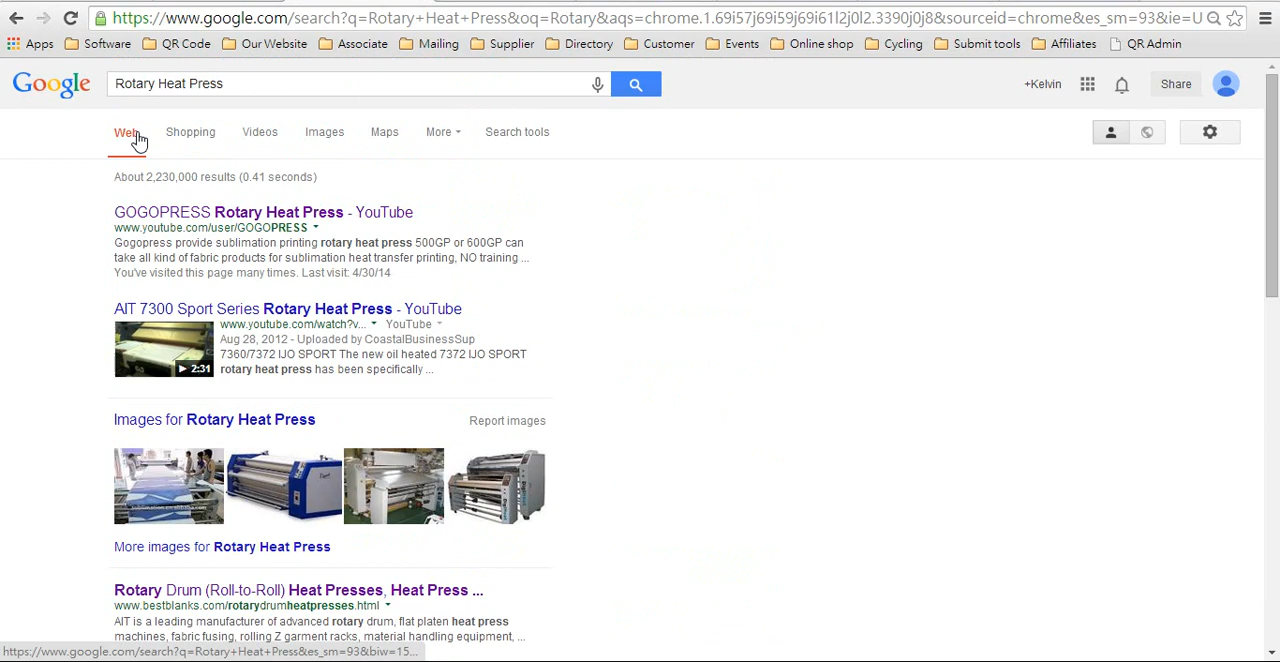 https://www.google.com/search?q=Rotary+Heat+Press&oq=Rotary&aqs=chrome.1.69i57j69i59j69i61l2j0l2.3390j0j8&sourceid=chrome&es_sm=93&ie=U
Apps Software QR Code Our Website Associate Mailing Supplier Directory Customer Events Online shop Cycling Submit tools Affiliates QR Admin
Google Rotary Heat Press +Kelvin Share
Web Shopping Videos Images Maps More Search tools
About 2,230,000 results (0.41 seconds)
GOGOPRESS Rotary Heat Press - YouTube
www.youtube.com/user/GOGOPRESS
Gogopress provide sublimation printing rotary heat press 500GP or 600GP can
take all kind of fabric products for sublimation heat transfer printing, NO training ...
You've visited this page many times. Last visit: 4/30/14
AIT 7300 Sport Series Rotary Heat Press - YouTube
www.youtube.com/watch?v... YouTube
Aug 28, 2012 - Uploaded by CoastalBusinessSup
7360/7372 IJO SPORT The new oil heated 7372 IJO SPORT
rotary heat press has been specifically ...
2:31
Images for Rotary Heat Press Report images
More images for Rotary Heat Press
Rotary Drum (Roll-to-Roll) Heat Presses, Heat Press ...
www.bestblanks.com/rotarydrumheatpresses.html
AIT is a leading manufacturer of advanced rotary drum, flat platen heat press
machines, fabric fusing, rolling Z garment racks, material handling equipment, ...
https://www.google.com/search?q=Rotary+Heat+Press&es_sm=93&biw=15...